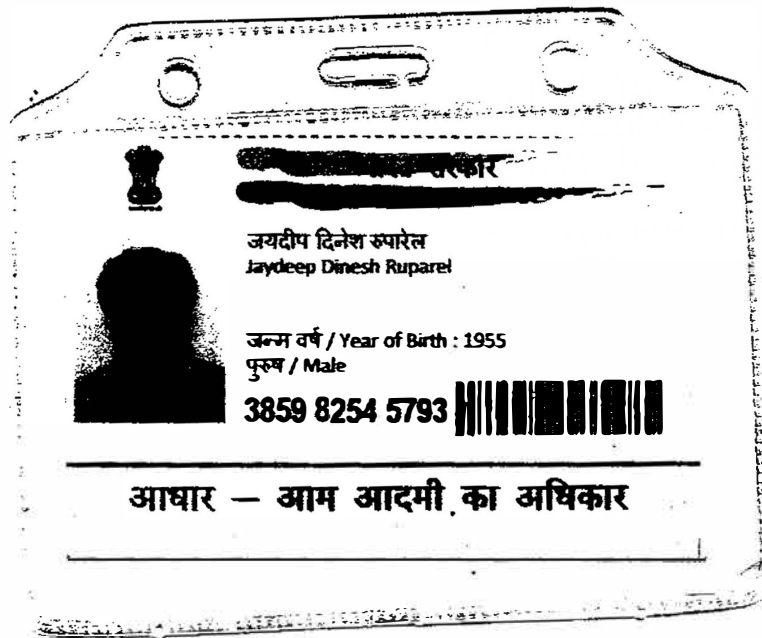 सरकार
जयदीप दिनेश रुपारेल
Jaydeep Dinesh Ruparel
जन्म वर्ष / Year of Birth : 1955
पुरुष / Male
3859 8254 5793
आधार – आम आदमी का अधिकार